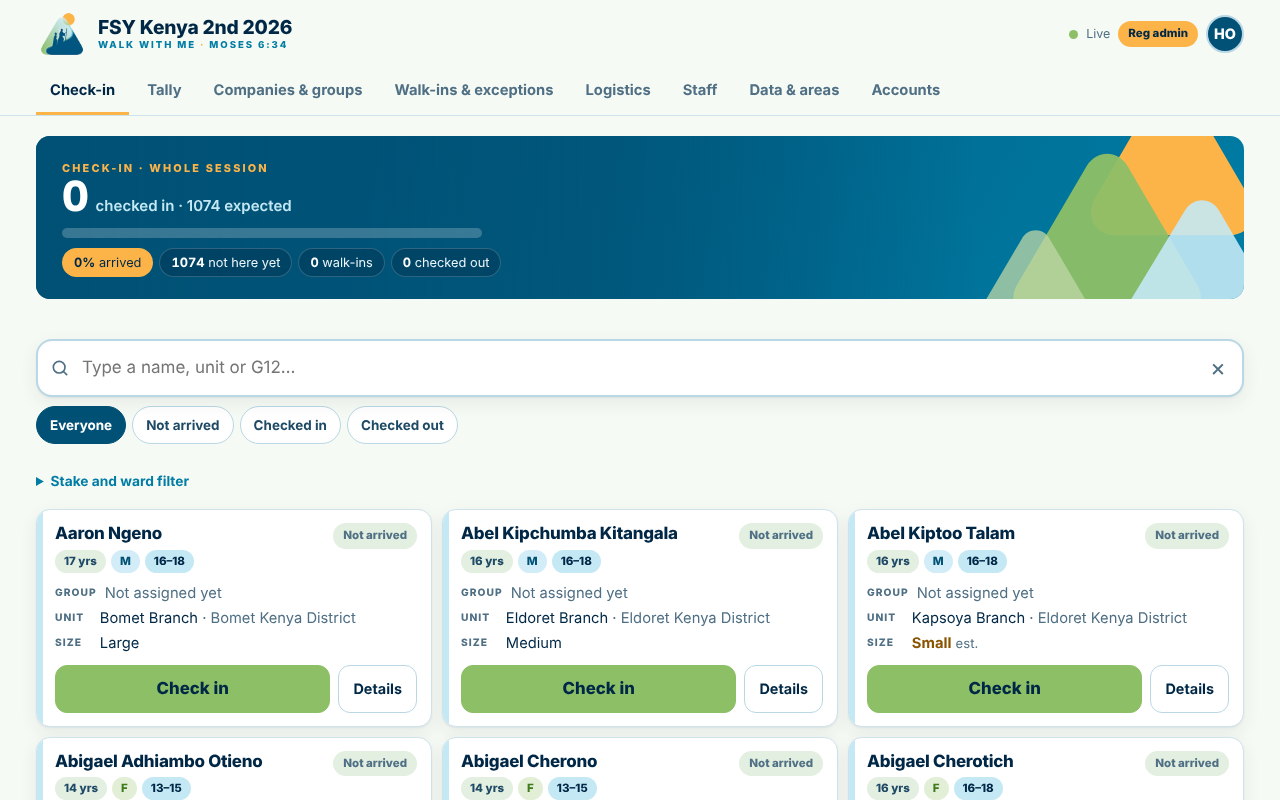 FSY Kenya 2nd 2026
WALK WITH ME · MOSES 6:34
Live
Reg admin
HO
Check-in
Tally
Companies & groups
Walk-ins & exceptions
Logistics
Staff
Data & areas
Accounts
CHECK-IN · WHOLE SESSION
0 checked in · 1074 expected
0% arrived
1074 not here yet
0 walk-ins
0 checked out
Type a name, unit or G12...
Everyone
Not arrived
Checked in
Checked out
Stake and ward filter
Aaron Ngeno
Not arrived
17 yrs M 16–18
GROUP Not assigned yet
UNIT Bomet Branch · Bomet Kenya District
SIZE Large
Check in
Details
Abel Kipchumba Kitangala
Not arrived
16 yrs M 16–18
GROUP Not assigned yet
UNIT Eldoret Branch · Eldoret Kenya District
SIZE Medium
Check in
Details
Abel Kiptoo Talam
Not arrived
16 yrs M 16–18
GROUP Not assigned yet
UNIT Kapsoya Branch · Eldoret Kenya District
SIZE Small est.
Check in
Details
Abigael Adhiambo Otieno
Not arrived
14 yrs F 13–15
Abigael Cherono
Not arrived
14 yrs F 13–15
Abigael Cherotich
Not arrived
16 yrs F 16–18